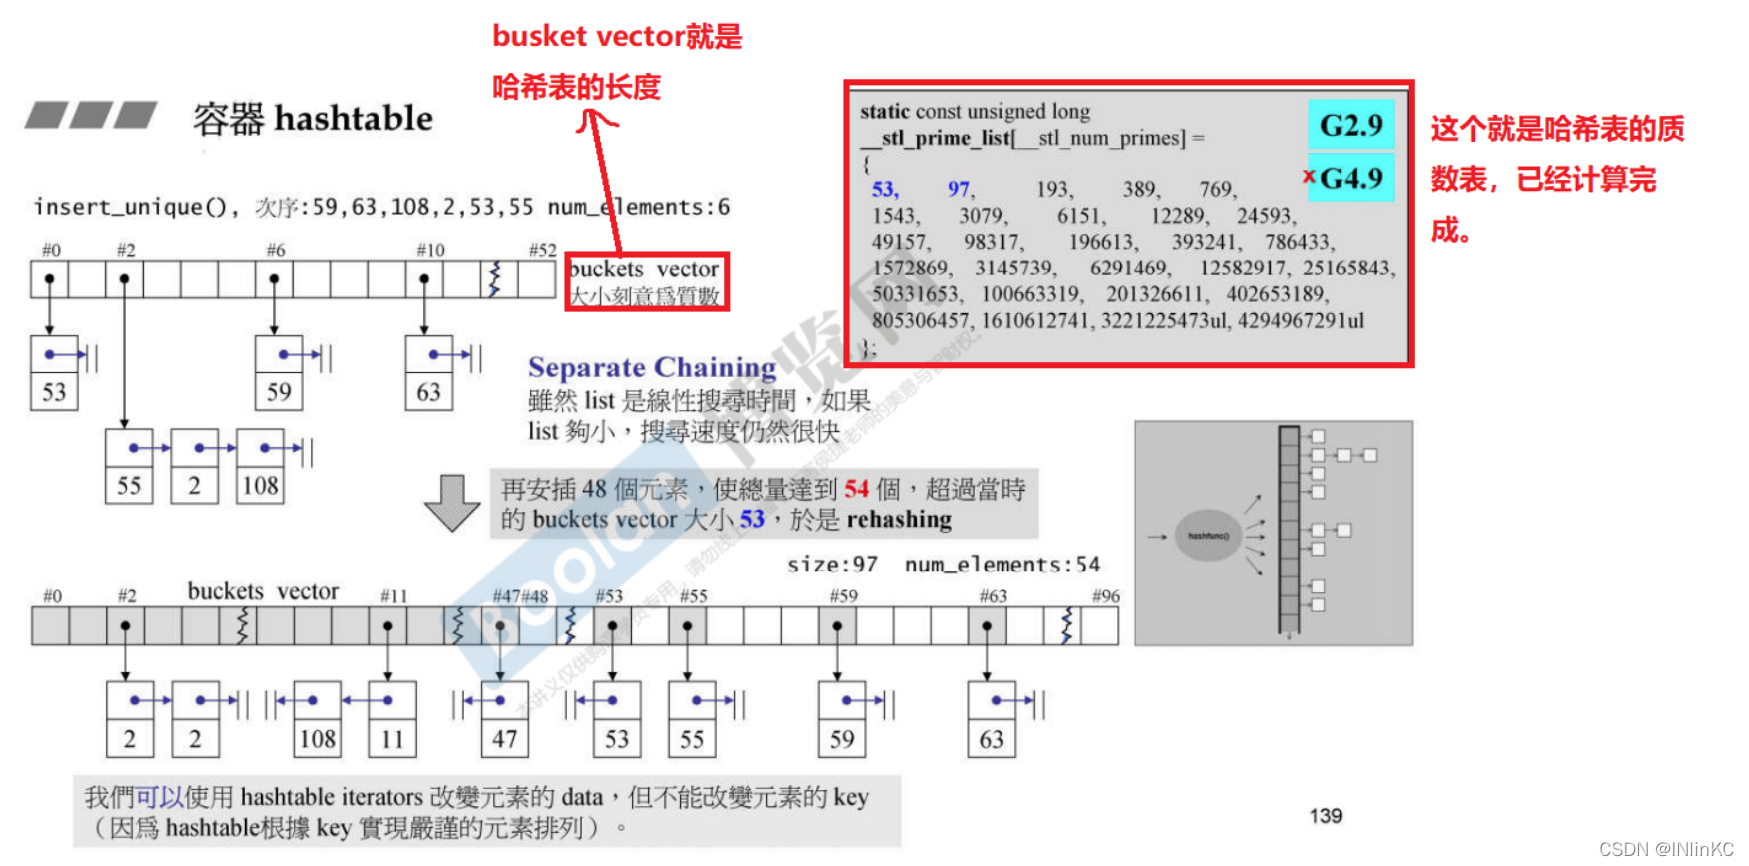 busket vector就是
哈希表的长度
容器 hashtable
insert_unique(), 次序:59,63,108,2,53,55 num_elements:6
#0 #2 #6 #10 #52
buckets vector
大小刻意爲質數
53 59 63
55 2 108
Separate Chaining
雖然 list 是線性搜尋時間，如果
list 夠小，搜尋速度仍然很快
static const unsigned long
__stl_prime_list[__stl_num_primes] =
{
53, 97, 193, 389, 769,
1543, 3079, 6151, 12289, 24593,
49157, 98317, 196613, 393241, 786433,
1572869, 3145739, 6291469, 12582917, 25165843,
50331653, 100663319, 201326611, 402653189,
805306457, 1610612741, 3221225473ul, 4294967291ul
};
G2.9
x G4.9
这个就是哈希表的质
数表，已经计算完
成。
再安插 48 個元素，使總量達到 54 個，超過當時
的 buckets vector 大小 53，於是 rehashing
size:97 num_elements:54
buckets vector
#0 #2 #11 #47 #48 #53 #55 #59 #63 #96
2 2 108 11 47 53 55 59 63
hashfunc()
我們可以使用 hashtable iterators 改變元素的 data，但不能改變元素的 key
（因爲 hashtable根據 key 實現嚴謹的元素排列）。
139
Boolan
博览网
CSDN @INlinKC